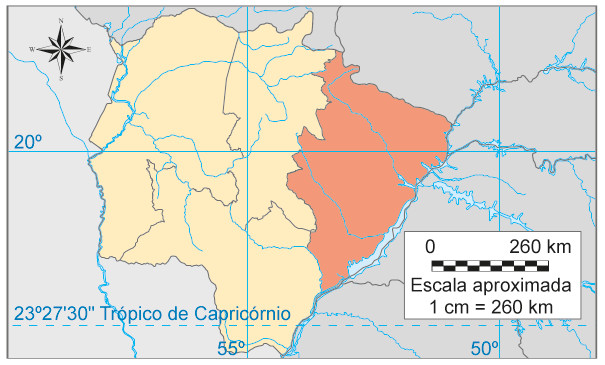 N
W E
S
20º
0 260 km
Escala aproximada
1 cm = 260 km
23º27'30" Trópico de Capricórnio
55º 50º